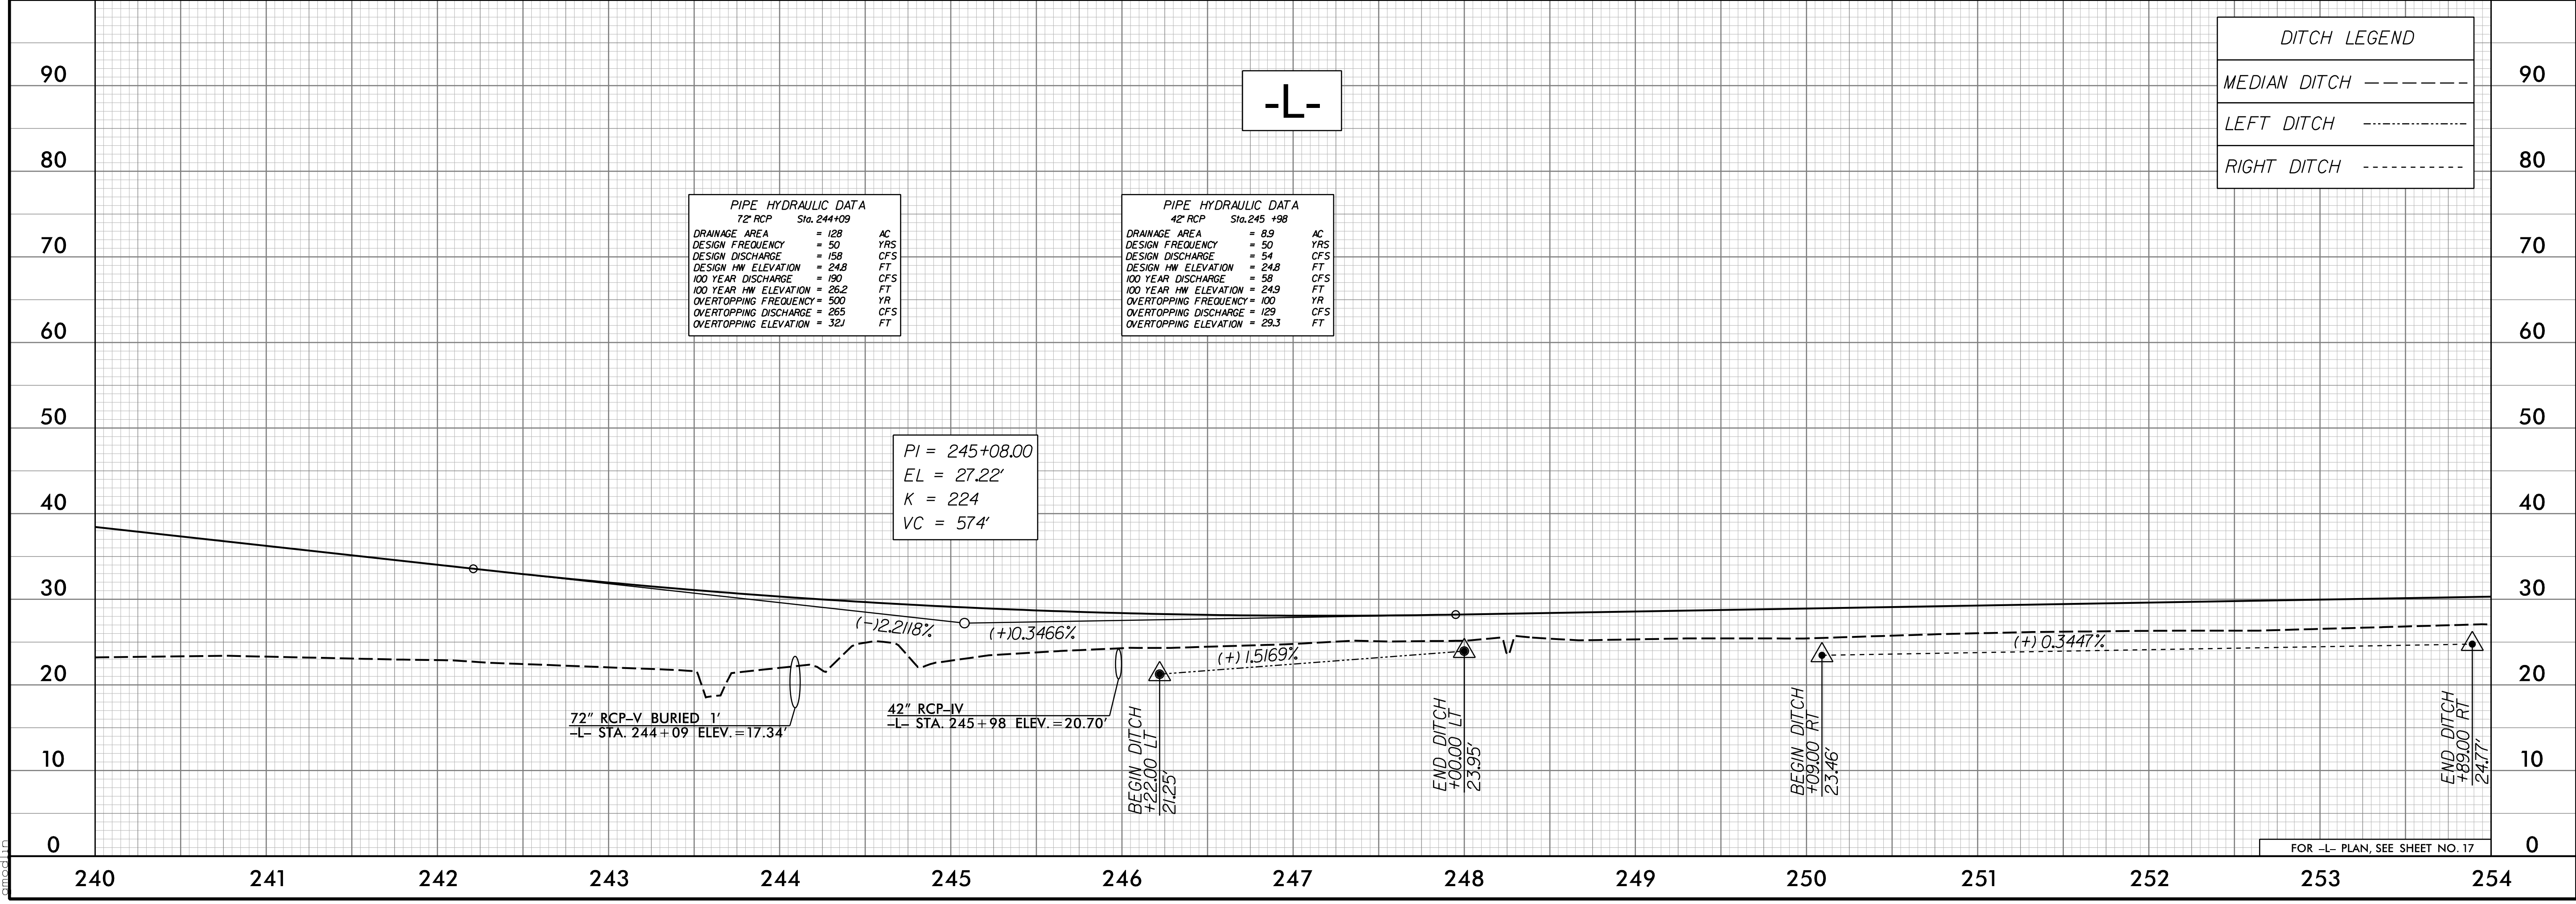 DITCH LEGEND
MEDIAN DITCH
LEFT DITCH
RIGHT DITCH
-L-
90
90
80
80
70
70
60
60
50
50
40
40
30
30
20
20
10
10
0
0
PIPE HYDRAULIC DATA
72" RCP Sta. 244+09
DRAINAGE AREA = 128 AC
DESIGN FREQUENCY = 50 YRS
DESIGN DISCHARGE = 158 CFS
DESIGN HW ELEVATION = 24.8 FT
100 YEAR DISCHARGE = 190 CFS
100 YEAR HW ELEVATION = 26.2 FT
OVERTOPPING FREQUENCY = 500 YR
OVERTOPPING DISCHARGE = 265 CFS
OVERTOPPING ELEVATION = 32.1 FT
PIPE HYDRAULIC DATA
42" RCP Sta. 245 +98
DRAINAGE AREA = 8.9 AC
DESIGN FREQUENCY = 50 YRS
DESIGN DISCHARGE = 54 CFS
DESIGN HW ELEVATION = 24.8 FT
100 YEAR DISCHARGE = 58 CFS
100 YEAR HW ELEVATION = 24.9 FT
OVERTOPPING FREQUENCY = 100 YR
OVERTOPPING DISCHARGE = 129 CFS
OVERTOPPING ELEVATION = 29.3 FT
PI = 245+08.00
EL = 27.22'
K = 224
VC = 574'
(-)2.2118%
(+)0.3466%
(+)1.5169%
(+)0.3447%
72" RCP-V BURIED 1'
-L- STA. 244+09 ELEV.=17.34'
42" RCP-IV
-L- STA. 245+98 ELEV.=20.70'
BEGIN DITCH
+22.00 LT
21.25'
END DITCH
+00.00 LT
23.95'
BEGIN DITCH
+09.00 RT
23.46'
END DITCH
+89.00 RT
24.77'
FOR -L- PLAN, SEE SHEET NO. 17
240 241 242 243 244 245 246 247 248 249 250 251 252 253 254